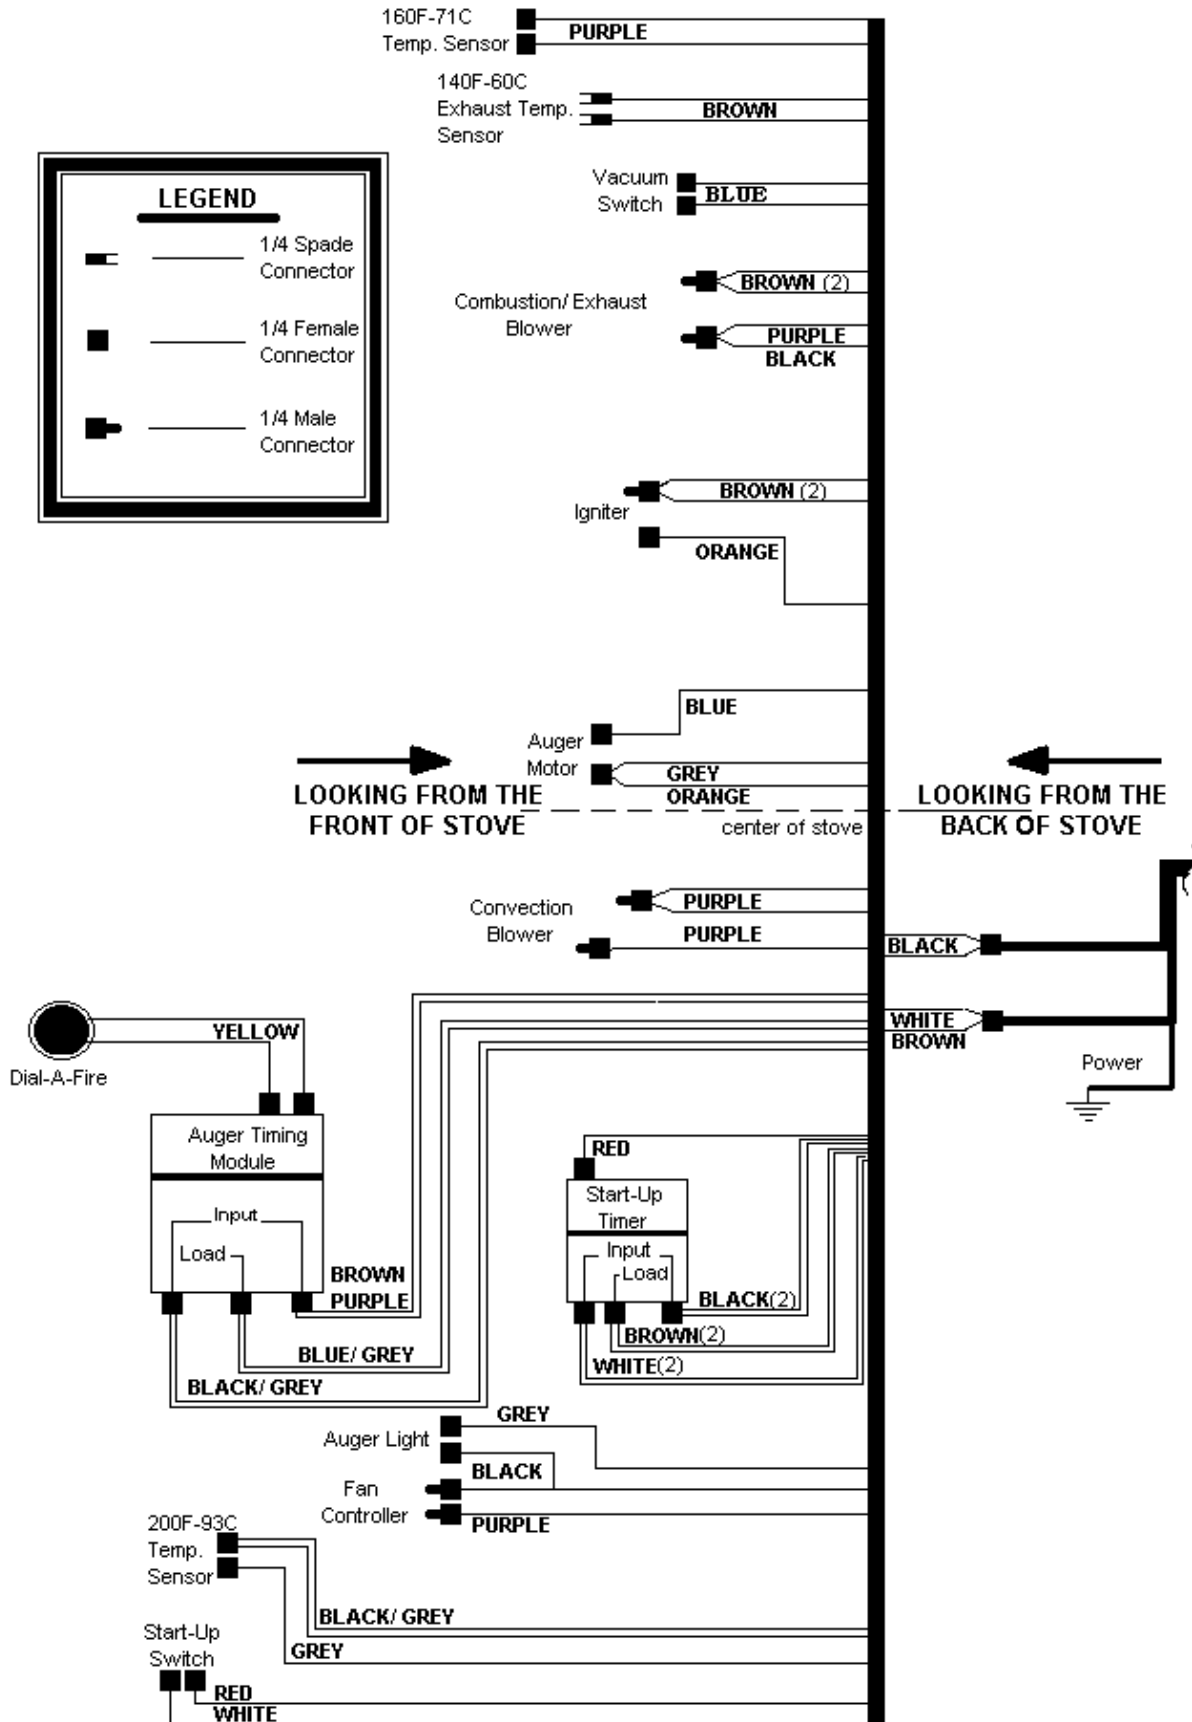 160F-71C
Temp. Sensor
PURPLE
140F-60C
Exhaust Temp.
Sensor
BROWN
Vacuum
Switch
BLUE
LEGEND
1/4 Spade
Connector
1/4 Female
Connector
1/4 Male
Connector
Combustion/ Exhaust
Blower
BROWN (2)
PURPLE
BLACK
Igniter
BROWN (2)
ORANGE
BLUE
Auger
Motor
GREY
ORANGE
LOOKING FROM THE
FRONT OF STOVE
center of stove
LOOKING FROM THE
BACK OF STOVE
Convection
Blower
PURPLE
PURPLE
BLACK
WHITE
BROWN
Power
YELLOW
Dial-A-Fire
Auger Timing
Module
Input
Load
BROWN
PURPLE
BLUE/ GREY
BLACK/ GREY
RED
Start-Up
Timer
Input
Load
BLACK(2)
BROWN(2)
WHITE(2)
Auger Light
GREY
BLACK
Fan
Controller
PURPLE
200F-93C
Temp.
Sensor
BLACK/ GREY
GREY
Start-Up
Switch
RED
WHITE